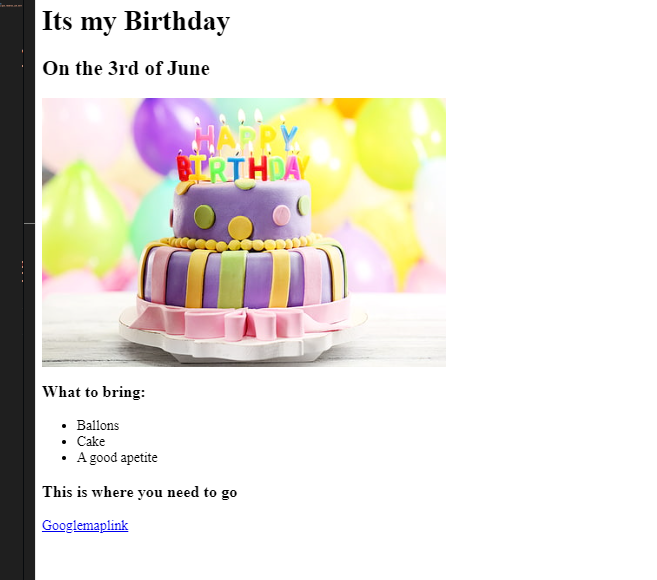 Its my Birthday
On the 3rd of June
HAPPY
BIRTHDAY
What to bring:
Ballons
Cake
A good apetite
This is where you need to go
Googlemaplink